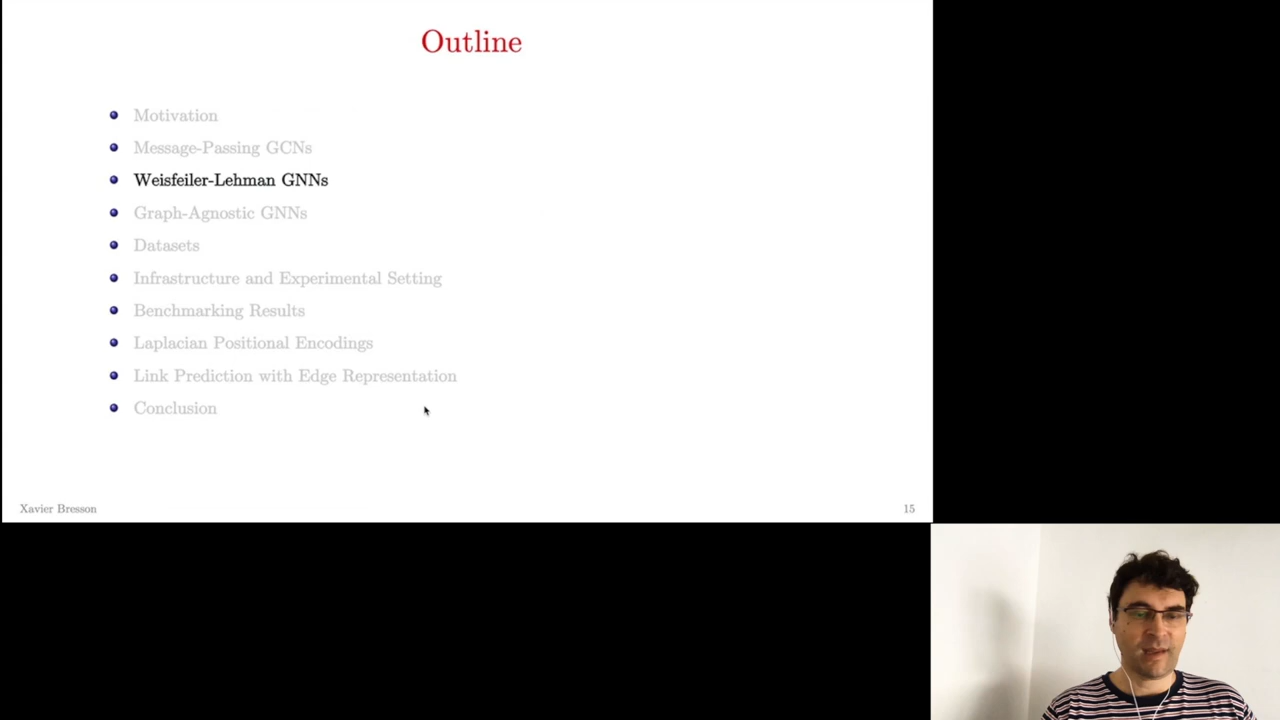 Outline
Motivation
Message-Passing GCNs
Weisfeiler-Lehman GNNs
Graph-Agnostic GNNs
Datasets
Infrastructure and Experimental Setting
Benchmarking Results
Laplacian Positional Encodings
Link Prediction with Edge Representation
Conclusion
Xavier Bresson
15